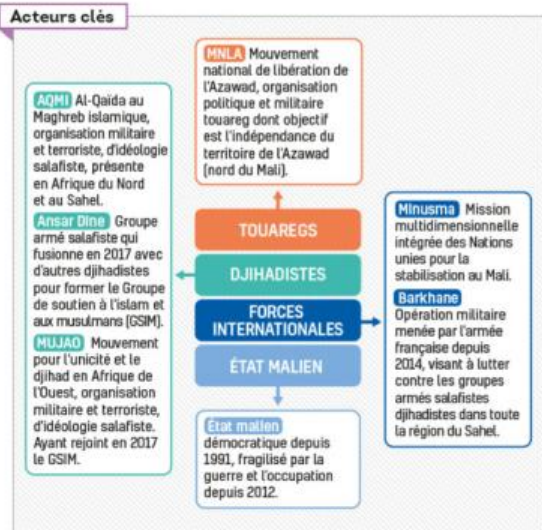 Acteurs clés
MNLA Mouvement
national de libération de
l'Azawad, organisation
politique et militaire
touareg dont objectif
est l'indépendance du
territoire de l'Azawad
(nord du Mali).
AQMI Al-Qaïda au
Maghreb islamique,
organisation militaire
et terroriste, d'idéologie
salafiste, présente
en Afrique du Nord
et au Sahel.
Ansar Dine Groupe
armé salafiste qui
fusionne en 2017 avec
d'autres djihadistes
pour former le Groupe
de soutien à l'islam et
aux musulmans (GSIM).
MUJAO Mouvement
pour l'unicité et le
djihad en Afrique de
l'Ouest, organisation
militaire et terroriste,
d'idéologie salafiste.
Ayant rejoint en 2017
le GSIM.
TOUAREGS
DJIHADISTES
FORCES
INTERNATIONALES
ÉTAT MALIEN
Minusma Mission
multidimensionnelle
intégrée des Nations
unies pour la
stabilisation au Mali.
Barkhane
Opération militaire
menée par l'armée
française depuis
2014, visant à lutter
contre les groupes
armés salafistes
djihadistes dans toute
la région du Sahel.
État malien
démocratique depuis
1991, fragilisé par la
guerre et l'occupation
depuis 2012.